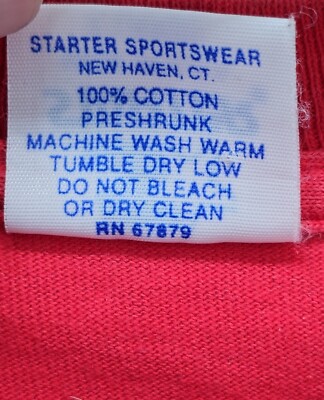 STARTER SPORTSWEAR
NEW HAVEN, CT.
100% COTTON
PRESHRUNK
MACHINE WASH WARM
TUMBLE DRY LOW
DO NOT BLEACH
OR DRY CLEAN
RN 67879